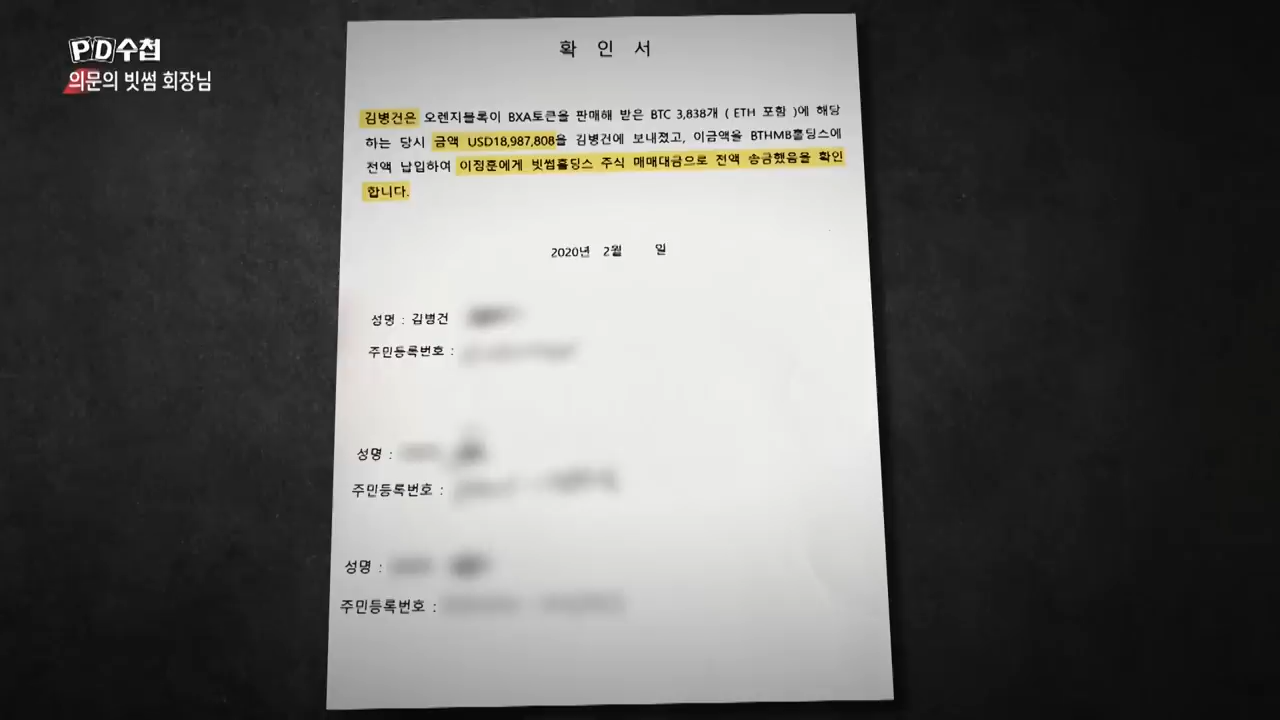 PD수첩
의문의 빗썸 회장님
확 인 서
김병건은 오렌지블록이 BXA토큰을 판매해 받은 BTC 3,838개 ( ETH 포함 )에 해당
하는 당시 금액 USD18,987,808을 김병건에 보내졌고, 이금액을 BTHMB홀딩스에
전액 납입하여 이정훈에게 빗썸홀딩스 주식 매매대금으로 전액 송금했음을 확인
합니다.
2020년 2월 일
성명 : 김병건
주민등록번호 :
성명 :
주민등록번호 :
성명 :
주민등록번호 :